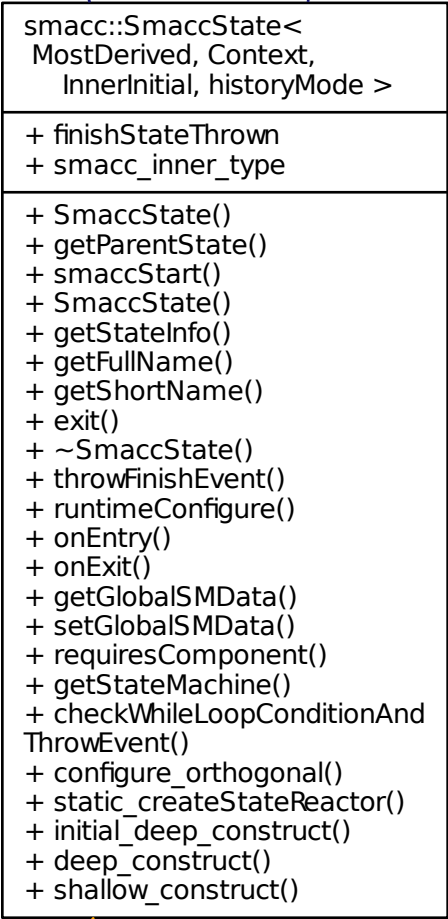 smacc::SmaccState<
MostDerived, Context,
InnerInitial, historyMode >
+ finishStateThrown
+ smacc_inner_type
+ SmaccState()
+ getParentState()
+ smaccStart()
+ SmaccState()
+ getStateInfo()
+ getFullName()
+ getShortName()
+ exit()
+ ~SmaccState()
+ throwFinishEvent()
+ runtimeConfigure()
+ onEntry()
+ onExit()
+ getGlobalSMData()
+ setGlobalSMData()
+ requiresComponent()
+ getStateMachine()
+ checkWhileLoopConditionAnd
ThrowEvent()
+ configure_orthogonal()
+ static_createStateReactor()
+ initial_deep_construct()
+ deep_construct()
+ shallow_construct()